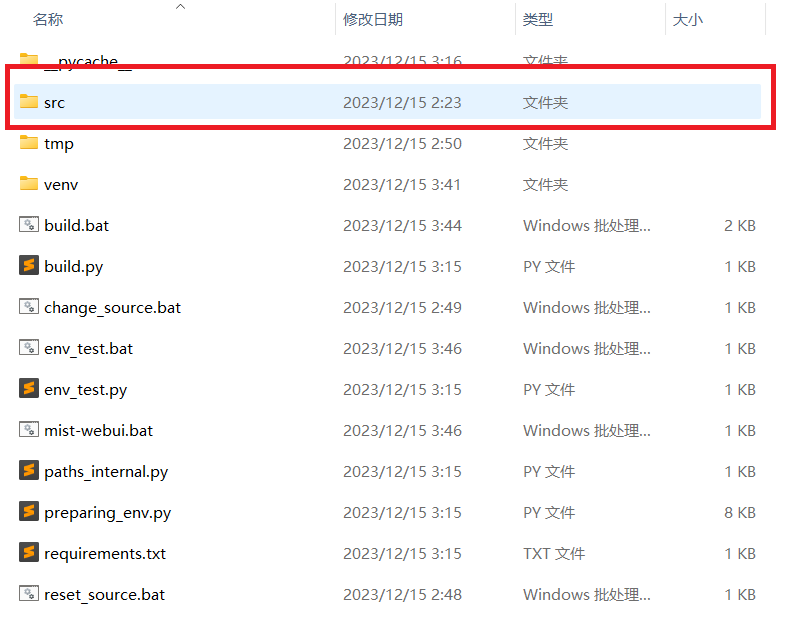 名称 修改日期 类型 大小
__pycache__ 2023/12/15 3:16 文件夹
src 2023/12/15 2:23 文件夹
tmp 2023/12/15 2:50 文件夹
venv 2023/12/15 3:41 文件夹
build.bat 2023/12/15 3:44 Windows 批处理... 2 KB
build.py 2023/12/15 3:15 PY 文件 1 KB
change_source.bat 2023/12/15 2:49 Windows 批处理... 1 KB
env_test.bat 2023/12/15 3:46 Windows 批处理... 1 KB
env_test.py 2023/12/15 3:15 PY 文件 1 KB
mist-webui.bat 2023/12/15 3:46 Windows 批处理... 1 KB
paths_internal.py 2023/12/15 3:15 PY 文件 1 KB
preparing_env.py 2023/12/15 3:15 PY 文件 8 KB
requirements.txt 2023/12/15 3:15 TXT 文件 1 KB
reset_source.bat 2023/12/15 2:48 Windows 批处理... 1 KB